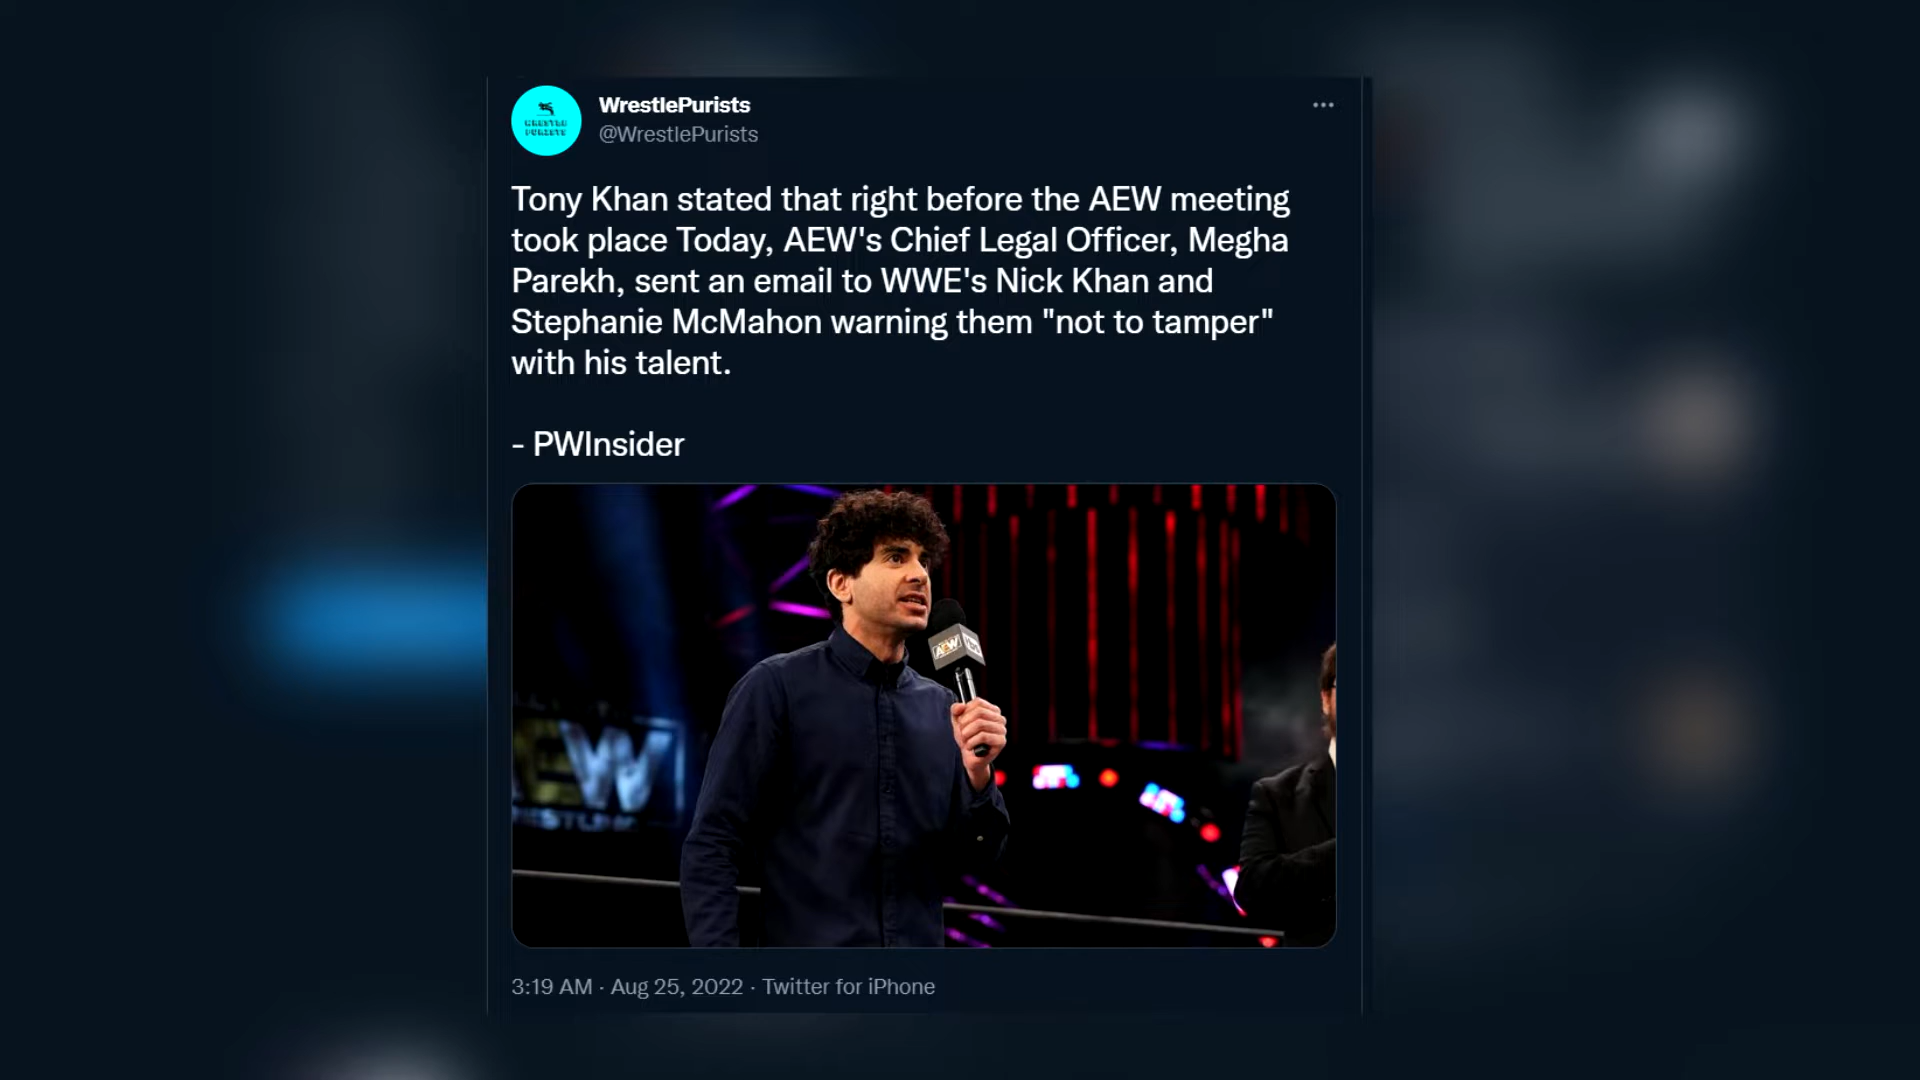 WrestlePurists
@WrestlePurists
WRESTLE
PURISTS
Tony Khan stated that right before the AEW meeting
took place Today, AEW's Chief Legal Officer, Megha
Parekh, sent an email to WWE's Nick Khan and
Stephanie McMahon warning them "not to tamper"
with his talent.
- PWInsider
AEW
3:19 AM · Aug 25, 2022 · Twitter for iPhone